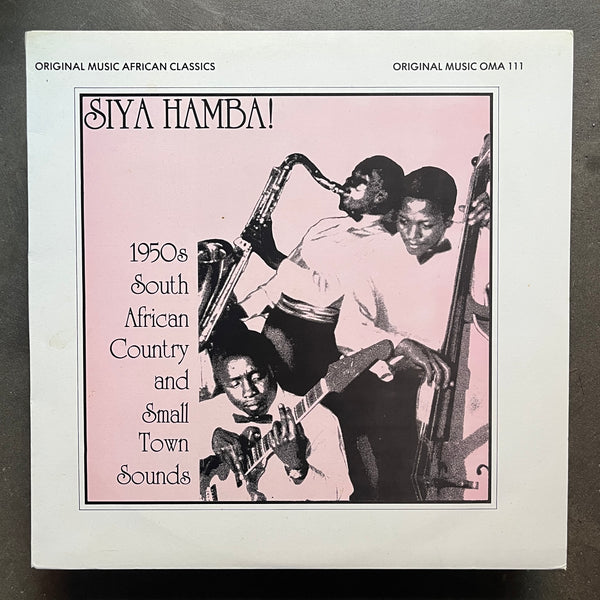 ORIGINAL MUSIC AFRICAN CLASSICS
ORIGINAL MUSIC OMA 111
SIYA HAMBA!
1950s
South
African
Country
and
Small
Town
Sounds